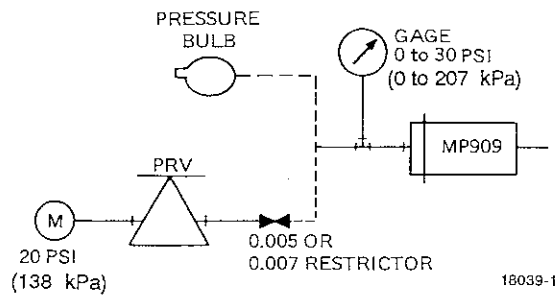 PRESSURE
BULB
GAGE
0 to 30 PSI
(0 to 207 kPa)
MP909
PRV
M
20 PSI
(138 kPa)
0.005 OR
0.007 RESTRICTOR
18039-1